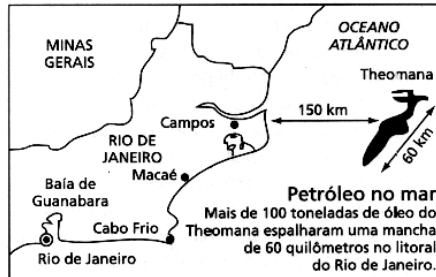 MINAS
GERAIS
OCEANO
ATLÂNTICO
Theomana
150 km
Campos
60 km
RIO DE
JANEIRO
Macaé
Baía de
Guanabara
Cabo Frio
Rio de Janeiro
Petróleo no mar
Mais de 100 toneladas de óleo do
Theomana espalharam uma mancha
de 60 quilômetros no litoral
do Rio de Janeiro.